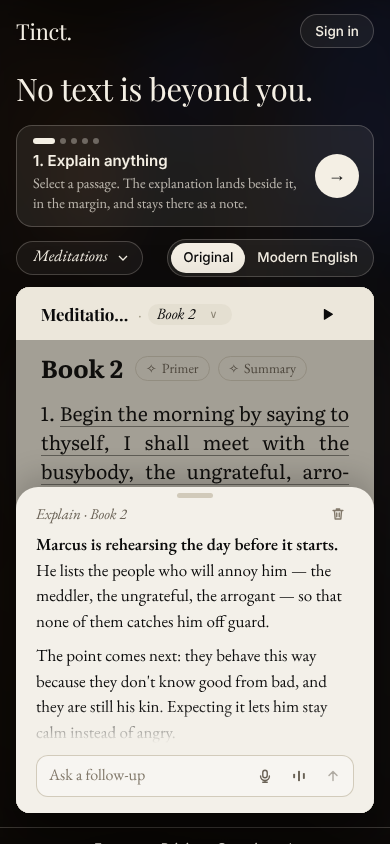 Tinct.
Sign in
No text is beyond you.
1. Explain anything
Select a passage. The explanation lands beside it,
in the margin, and stays there as a note.
→
Meditations
Original
Modern English
Meditatio... · Book 2
Book 2
Primer
Summary
1. Begin the morning by saying to
thyself, I shall meet with the
busybody, the ungrateful, arro-
Explain · Book 2
Marcus is rehearsing the day before it starts.
He lists the people who will annoy him — the
meddler, the ungrateful, the arrogant — so that
none of them catches him off guard.
The point comes next: they behave this way
because they don't know good from bad, and
they are still his kin. Expecting it lets him stay
calm instead of angry.
Ask a follow-up